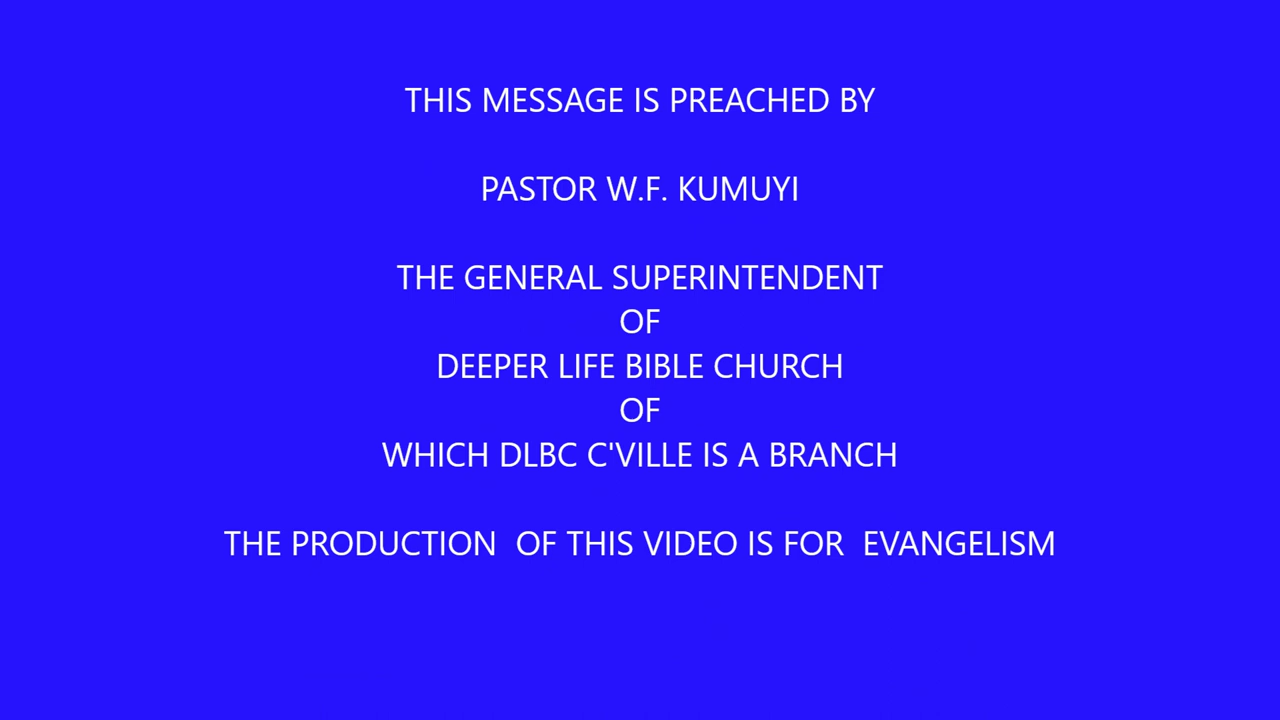 THIS MESSAGE IS PREACHED BY
PASTOR W.F. KUMUYI
THE GENERAL SUPERINTENDENT
OF
DEEPER LIFE BIBLE CHURCH
OF
WHICH DLBC C'VILLE IS A BRANCH
THE PRODUCTION  OF THIS VIDEO IS FOR  EVANGELISM